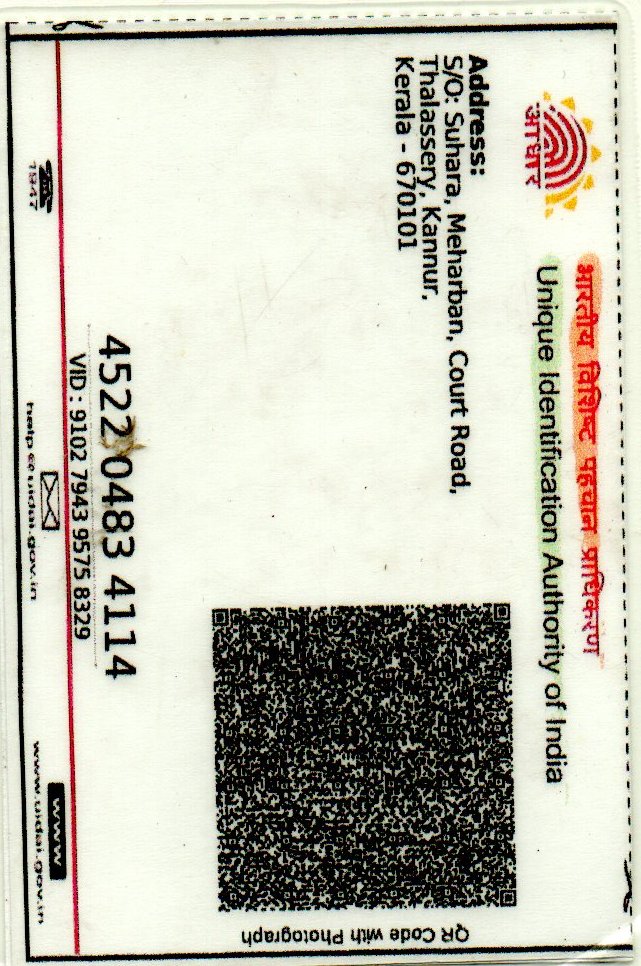 आधार
भारतीय विशिष्ट पहचान प्राधिकरण
Unique Identification Authority of India
Address:
S/O: Suhara, Meharban, Court Road,
Thalassery, Kannur,
Kerala - 670101
QR Code with Photograph
4522 0483 4114
VID : 9102 7943 9575 8329
1947
help@uidai.gov.in
www
www.uidai.gov.in